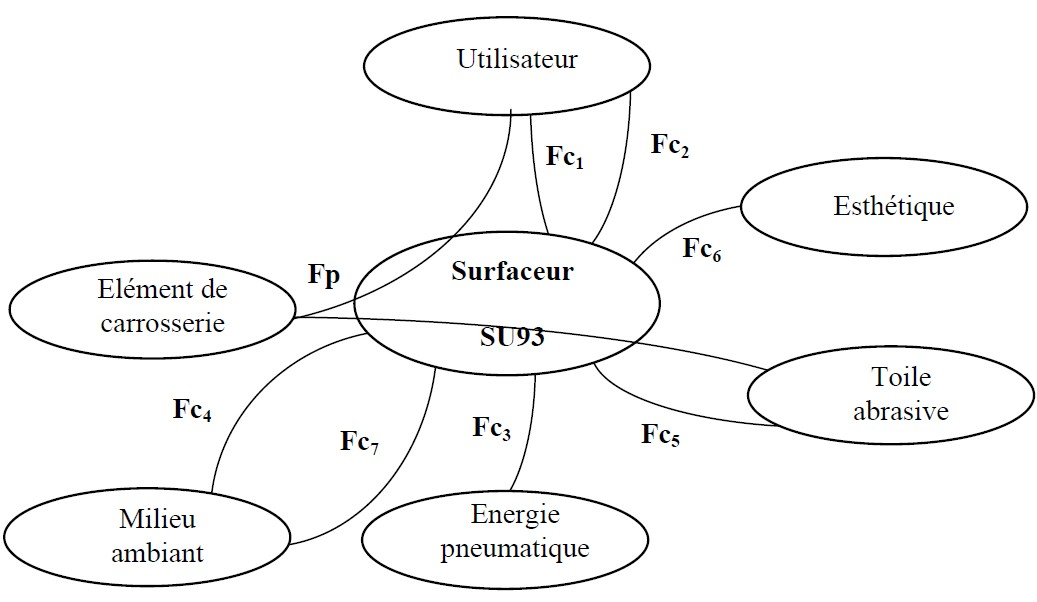 Utilisateur
Fc1
Fc2
Esthétique
Fc6
Surfaceur
SU93
Fp
Elément de
carrosserie
Toile
abrasive
Fc4
Fc7
Fc3
Fc5
Milieu
ambiant
Energie
pneumatique